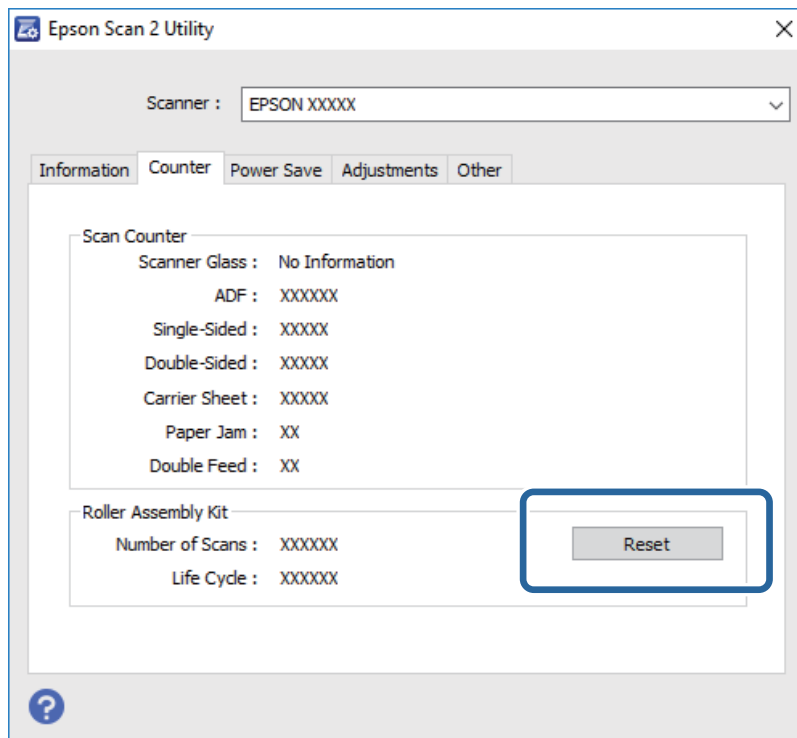 Epson Scan 2 Utility
Scanner : EPSON XXXXX
Information Counter Power Save Adjustments Other
Scan Counter
Scanner Glass : No Information
ADF : XXXXXX
Single-Sided : XXXXX
Double-Sided : XXXXX
Carrier Sheet : XXXXX
Paper Jam : XX
Double Feed : XX
Roller Assembly Kit
Number of Scans : XXXXXX Reset
Life Cycle : XXXXXX
?